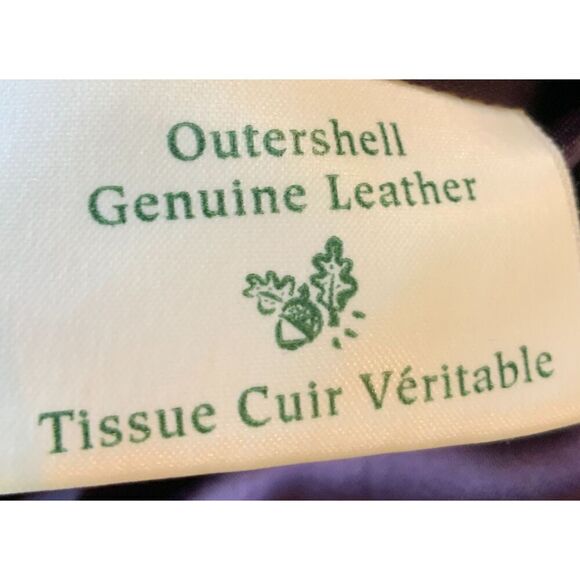 Outershell
Genuine Leather
Tissue Cuir Véritable